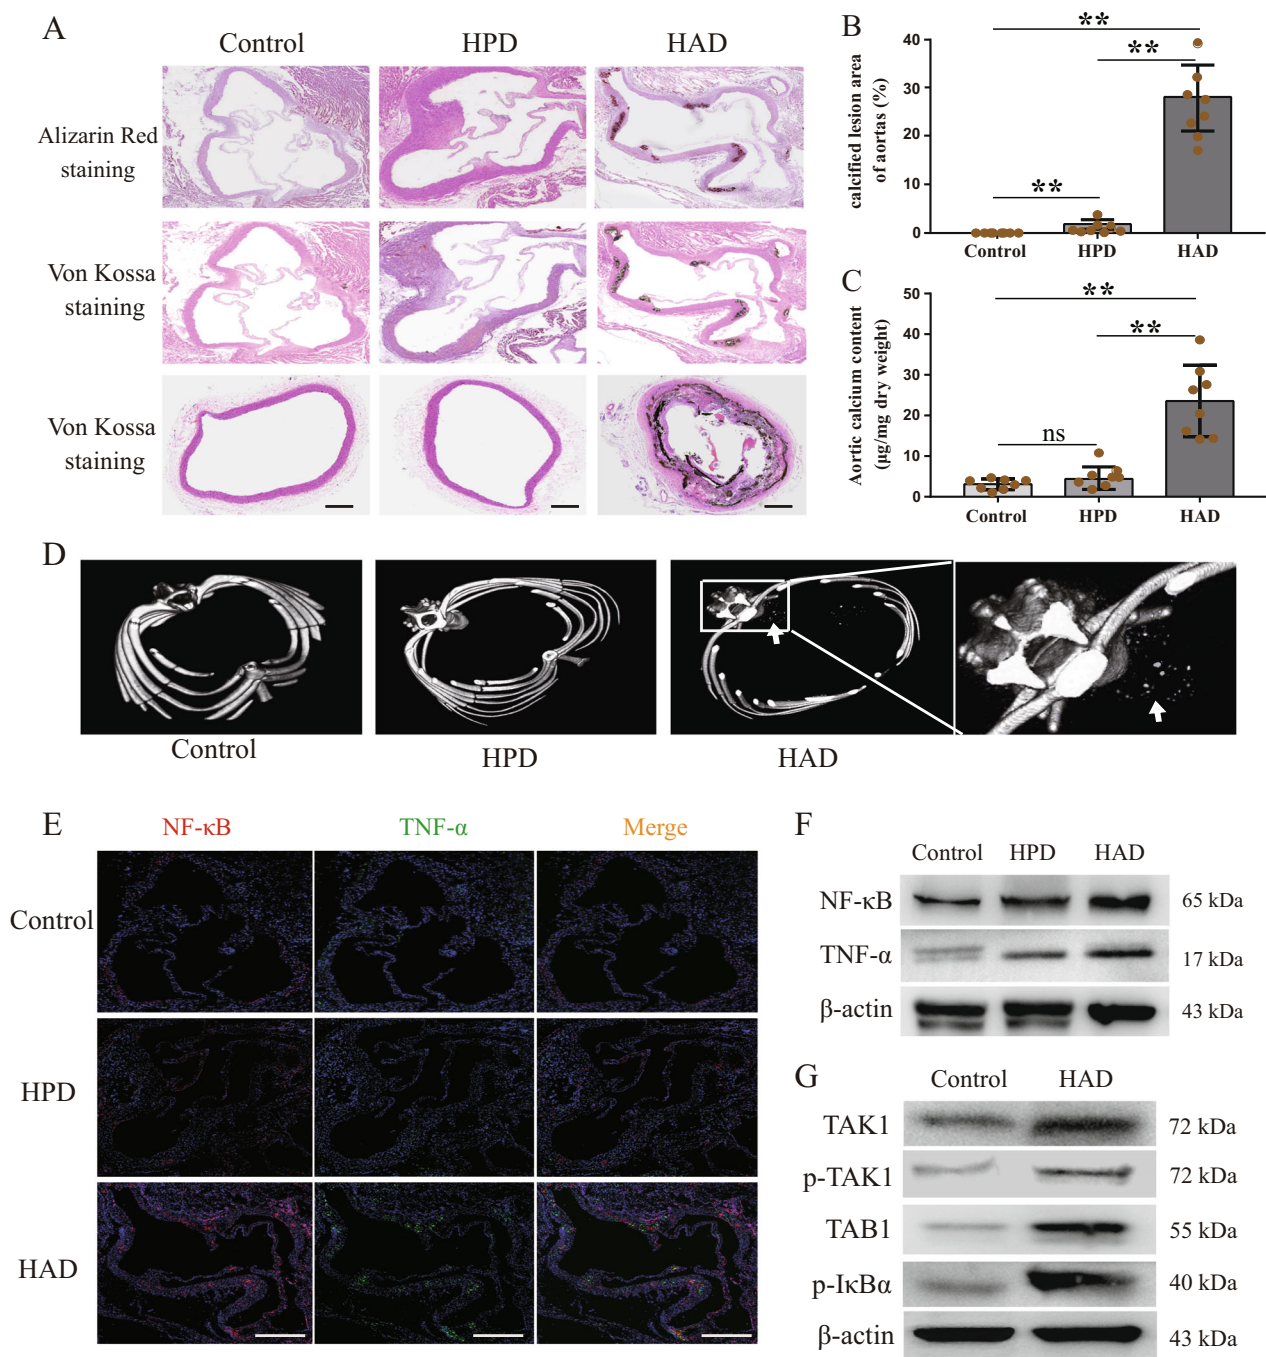 A
Control
HPD
HAD
Alizarin Red
staining
Von Kossa
staining
Von Kossa
staining
B
calcified lesion area
of aortas (%)
40
30
20
10
0
**
**
**
Control
HPD
HAD
C
Aortic calcium content
(μg/mg dry weight)
50
40
30
20
10
0
**
**
ns
Control
HPD
HAD
D
Control
HPD
HAD
E
NF-κB
TNF-α
Merge
Control
HPD
HAD
F
Control
HPD
HAD
NF-κB
65 kDa
TNF-α
17 kDa
β-actin
43 kDa
G
Control
HAD
TAK1
72 kDa
p-TAK1
72 kDa
TAB1
55 kDa
p-IκBα
40 kDa
β-actin
43 kDa